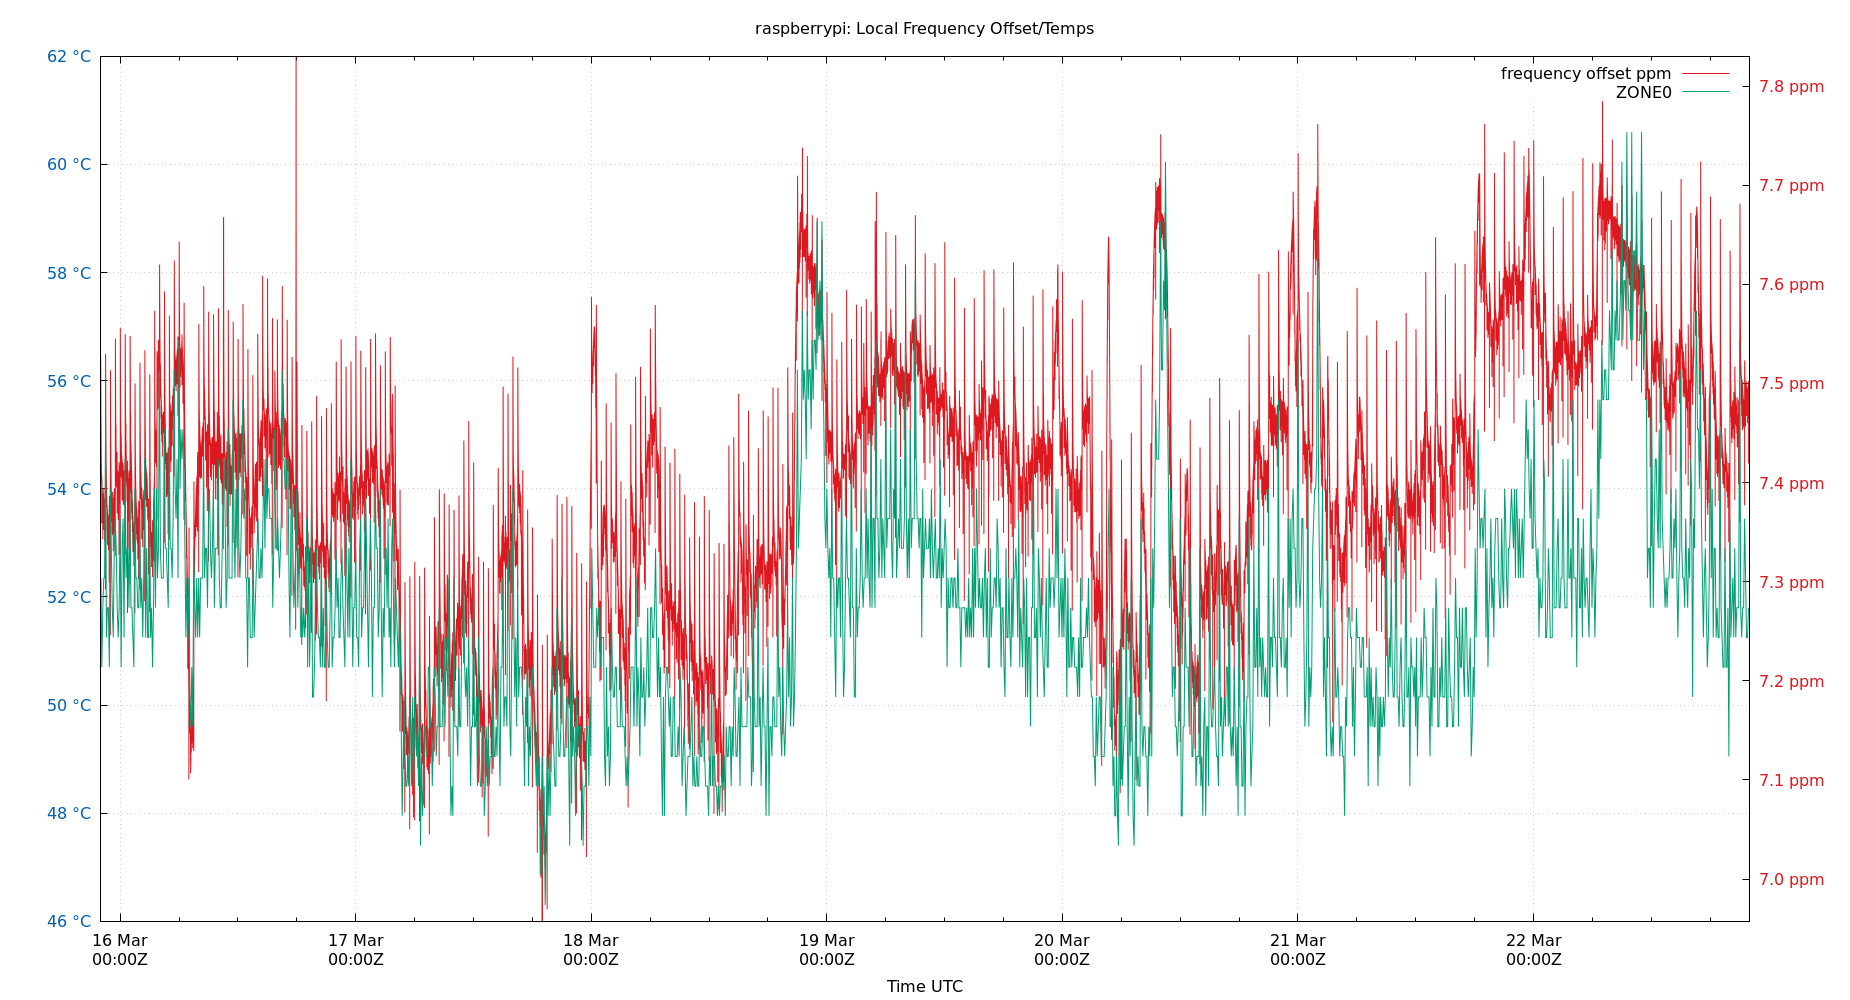 raspberrypi: Local Frequency Offset/Temps
62 °C
60 °C
58 °C
56 °C
54 °C
52 °C
50 °C
48 °C
46 °C
frequency offset ppm
ZONE0
7.8 ppm
7.7 ppm
7.6 ppm
7.5 ppm
7.4 ppm
7.3 ppm
7.2 ppm
7.1 ppm
7.0 ppm
16 Mar
00:00Z
17 Mar
00:00Z
18 Mar
00:00Z
19 Mar
00:00Z
20 Mar
00:00Z
21 Mar
00:00Z
22 Mar
00:00Z
Time UTC